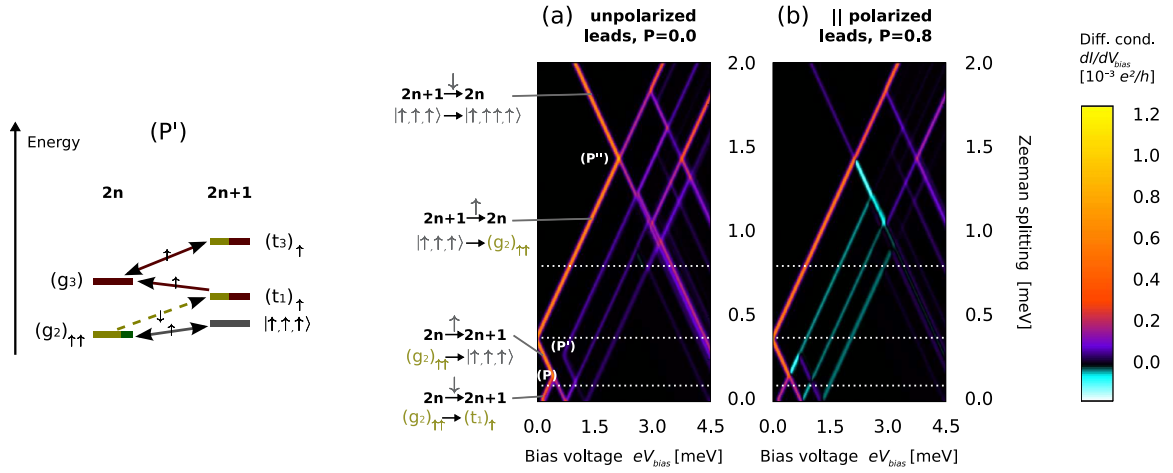 (P')
Energy
2n 2n+1
(t₃)↑
↑
(g₃)
↑
(t₁)↑
↓
(g₂)↑↑
↑
|↑,↑,↑⟩
↓
2n+1→2n
|↑,↑,↑⟩→|↑,↑↑,↑⟩
↑
2n+1→2n
|↑,↑,↑⟩→(g₂)↑↑
↑
2n→2n+1
(g₂)↑↑→|↑,↑,↑⟩
↓
2n→2n+1
(g₂)↑↑→(t₁)↑
(a) unpolarized
leads, P=0.0
(P'')
(P')
(P)
0.0 1.5 3.0 4.5
Bias voltage eVbias [meV]
2.0
1.5
1.0
0.5
0.0
(b) || polarized
leads, P=0.8
0.0 1.5 3.0 4.5
Bias voltage eVbias [meV]
2.0
1.5
1.0
0.5
0.0
Zeeman splitting [meV]
Diff. cond.
dI/dVbias
[10⁻³ e²/h]
1.2
1.0
0.8
0.6
0.4
0.2
0.0